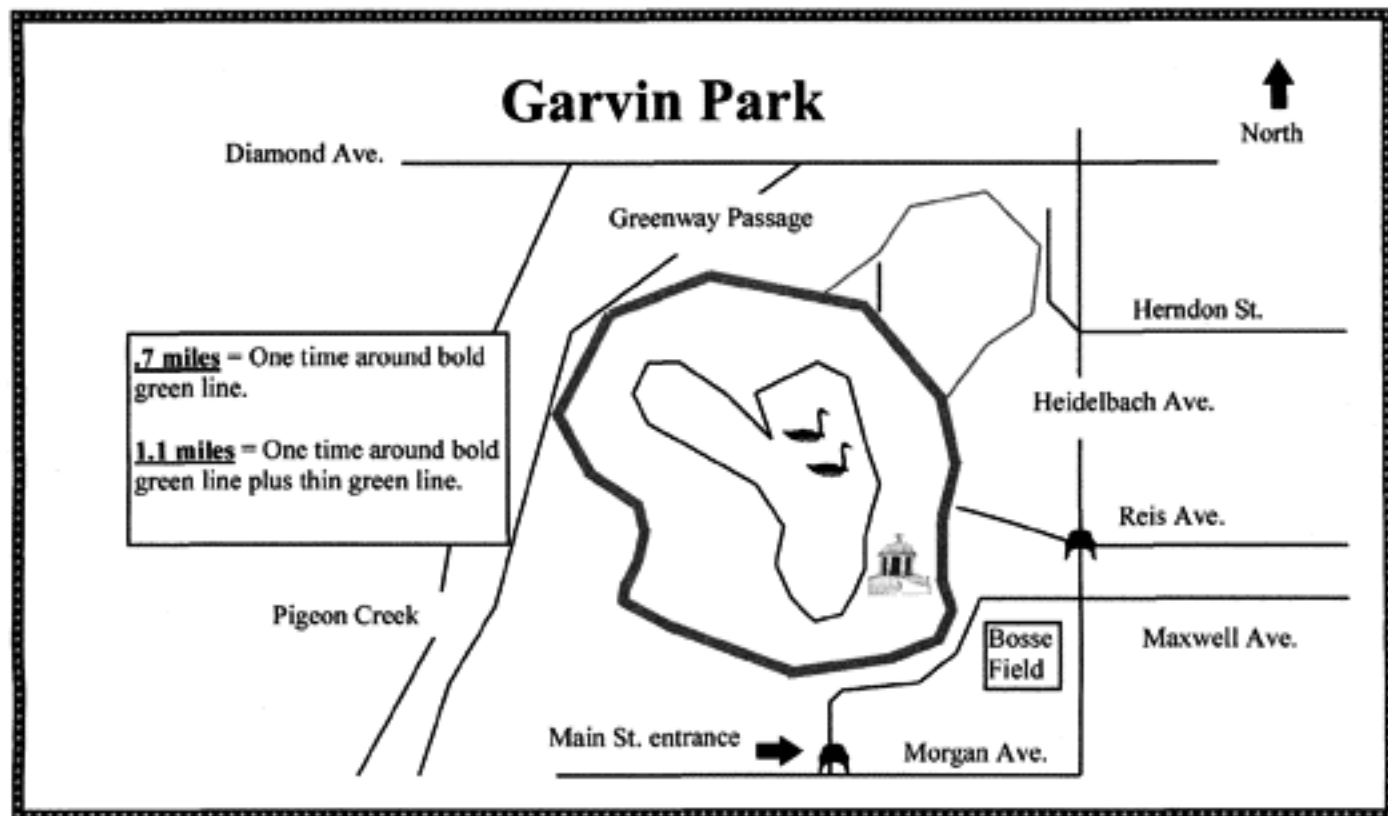 Garvin Park
North
Diamond Ave.
Greenway Passage
Herndon St.
.7 miles = One time around bold
green line.
1.1 miles = One time around bold
green line plus thin green line.
Heidelbach Ave.
Reis Ave.
Pigeon Creek
Bosse
Field
Maxwell Ave.
Main St. entrance
Morgan Ave.